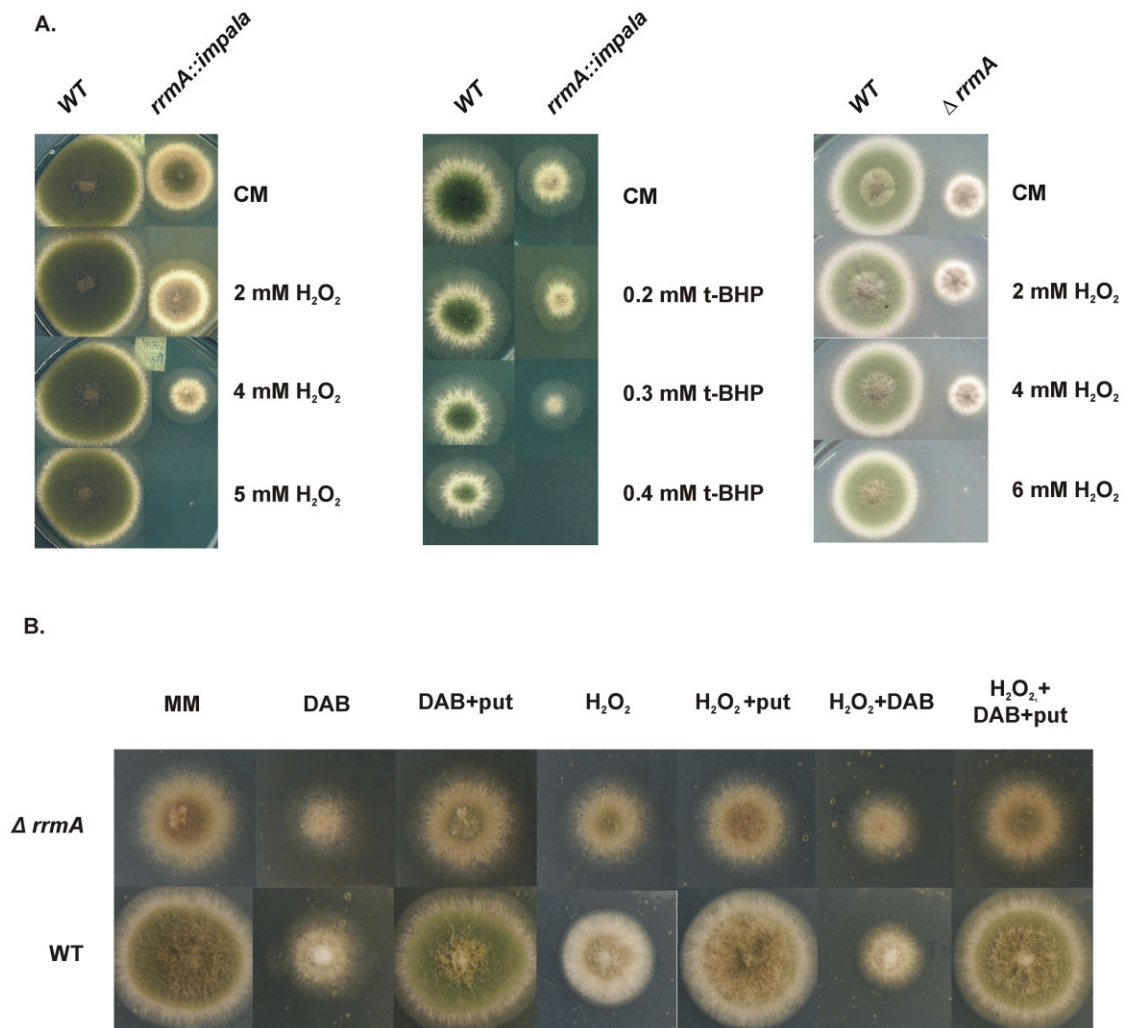 A.
WT rrmA::impala WT rrmA::impala WT Δ rrmA
CM CM CM
2 mM H₂O₂ 0.2 mM t-BHP 2 mM H₂O₂
4 mM H₂O₂ 0.3 mM t-BHP 4 mM H₂O₂
5 mM H₂O₂ 0.4 mM t-BHP 6 mM H₂O₂
B.
MM DAB DAB+put H₂O₂ H₂O₂ +put H₂O₂+DAB H₂O₂,+
DAB+put
Δ rrmA
WT